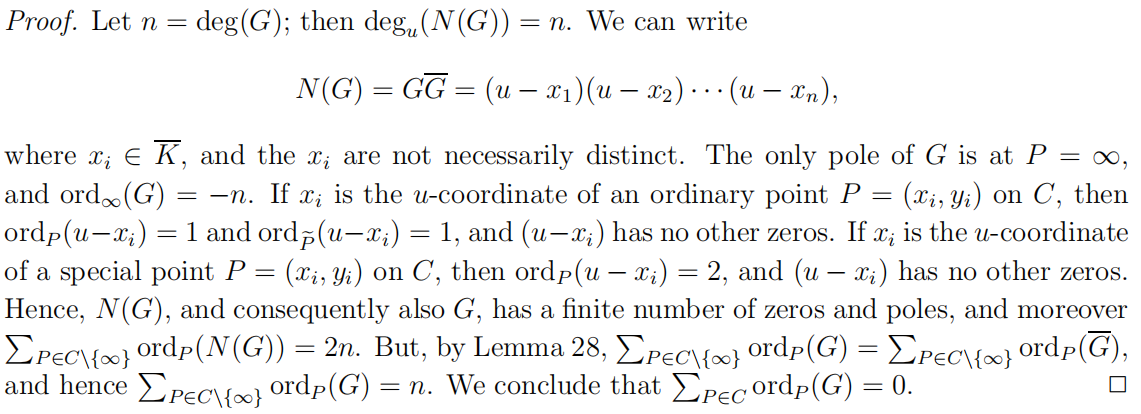 Proof. Let n = deg(G); then deg_u(N(G)) = n. We can write
N(G) = GG̅ = (u − x₁)(u − x₂) · · · (u − xₙ),
where xᵢ ∈ K̅, and the xᵢ are not necessarily distinct. The only pole of G is at P = ∞,
and ord_∞(G) = −n. If xᵢ is the u-coordinate of an ordinary point P = (xᵢ, yᵢ) on C, then
ord_P(u−xᵢ) = 1 and ord_P̃(u−xᵢ) = 1, and (u−xᵢ) has no other zeros. If xᵢ is the u-coordinate
of a special point P = (xᵢ, yᵢ) on C, then ord_P(u − xᵢ) = 2, and (u − xᵢ) has no other zeros.
Hence, N(G), and consequently also G, has a finite number of zeros and poles, and moreover
∑_{P∈C\{∞}} ord_P(N(G)) = 2n. But, by Lemma 28, ∑_{P∈C\{∞}} ord_P(G) = ∑_{P∈C\{∞}} ord_P(G̅),
and hence ∑_{P∈C\{∞}} ord_P(G) = n. We conclude that ∑_{P∈C} ord_P(G) = 0. □